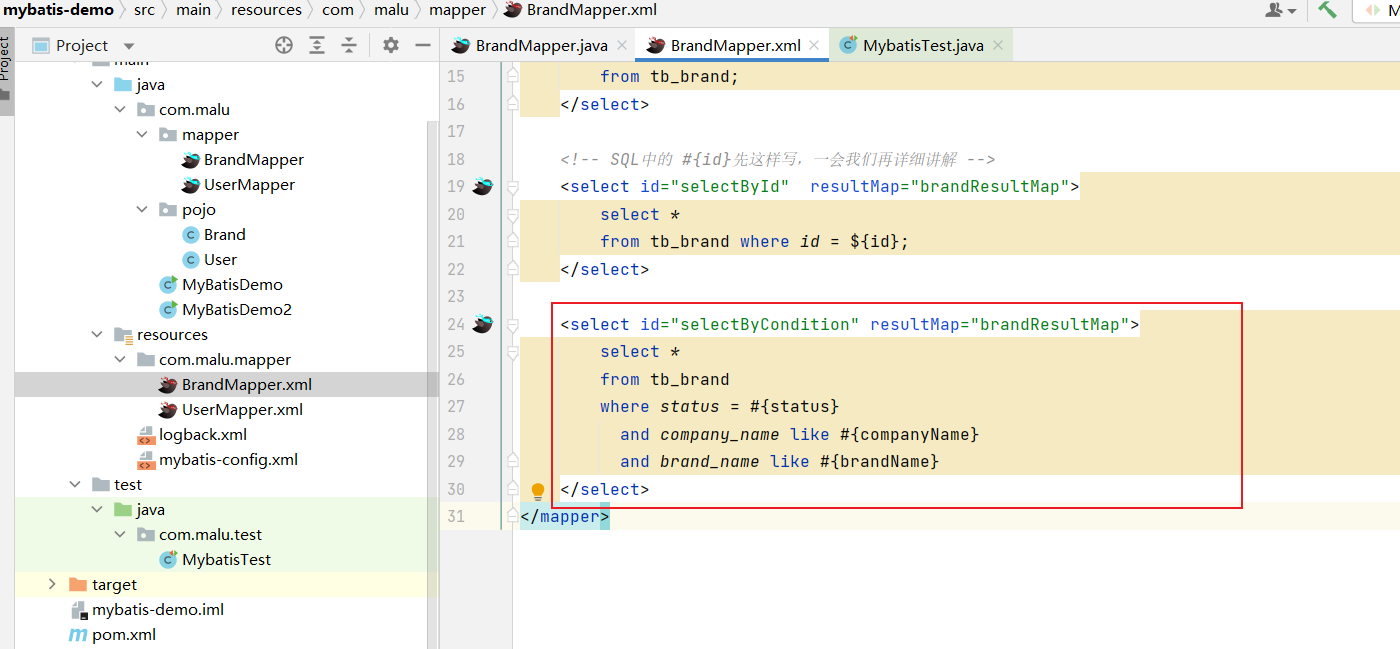 mybatis-demo src main resources com malu mapper BrandMapper.xml
Project
Project
BrandMapper.java
BrandMapper.xml
MybatisTest.java
main
java
com.malu
mapper
BrandMapper
UserMapper
pojo
Brand
User
MyBatisDemo
MyBatisDemo2
resources
com.malu.mapper
BrandMapper.xml
UserMapper.xml
logback.xml
mybatis-config.xml
test
java
com.malu.test
MybatisTest
target
mybatis-demo.iml
pom.xml
15 from tb_brand;
16 </select>
17
18 <!-- SQL中的 #{id}先这样写，一会我们再详细讲解 -->
19 <select id="selectById"  resultMap="brandResultMap">
20 select *
21 from tb_brand where id = ${id};
22 </select>
23
24 <select id="selectByCondition" resultMap="brandResultMap">
25 select *
26 from tb_brand
27 where status = #{status}
28 and company_name like #{companyName}
29 and brand_name like #{brandName}
30 </select>
31 </mapper>